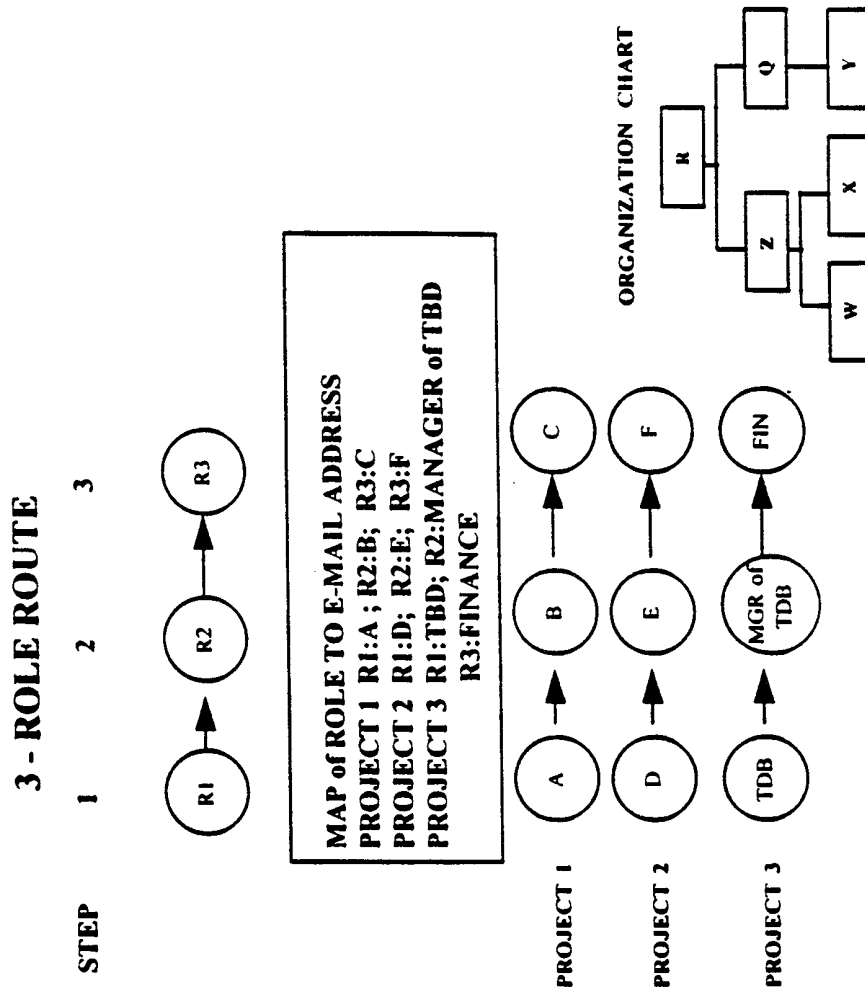 3 - ROLE ROUTE
STEP 1 2 3
R1 R2 R3
MAP of ROLE TO E-MAIL ADDRESS
PROJECT 1 R1:A ; R2:B; R3:C
PROJECT 2 R1:D; R2:E; R3:F
PROJECT 3 R1:TBD; R2:MANAGER of TBD
R3:FINANCE
PROJECT 1 A B C
PROJECT 2 D E F
PROJECT 3 TDB MGR of TDB FIN
ORGANIZATION CHART
R
Z Q
W X Y